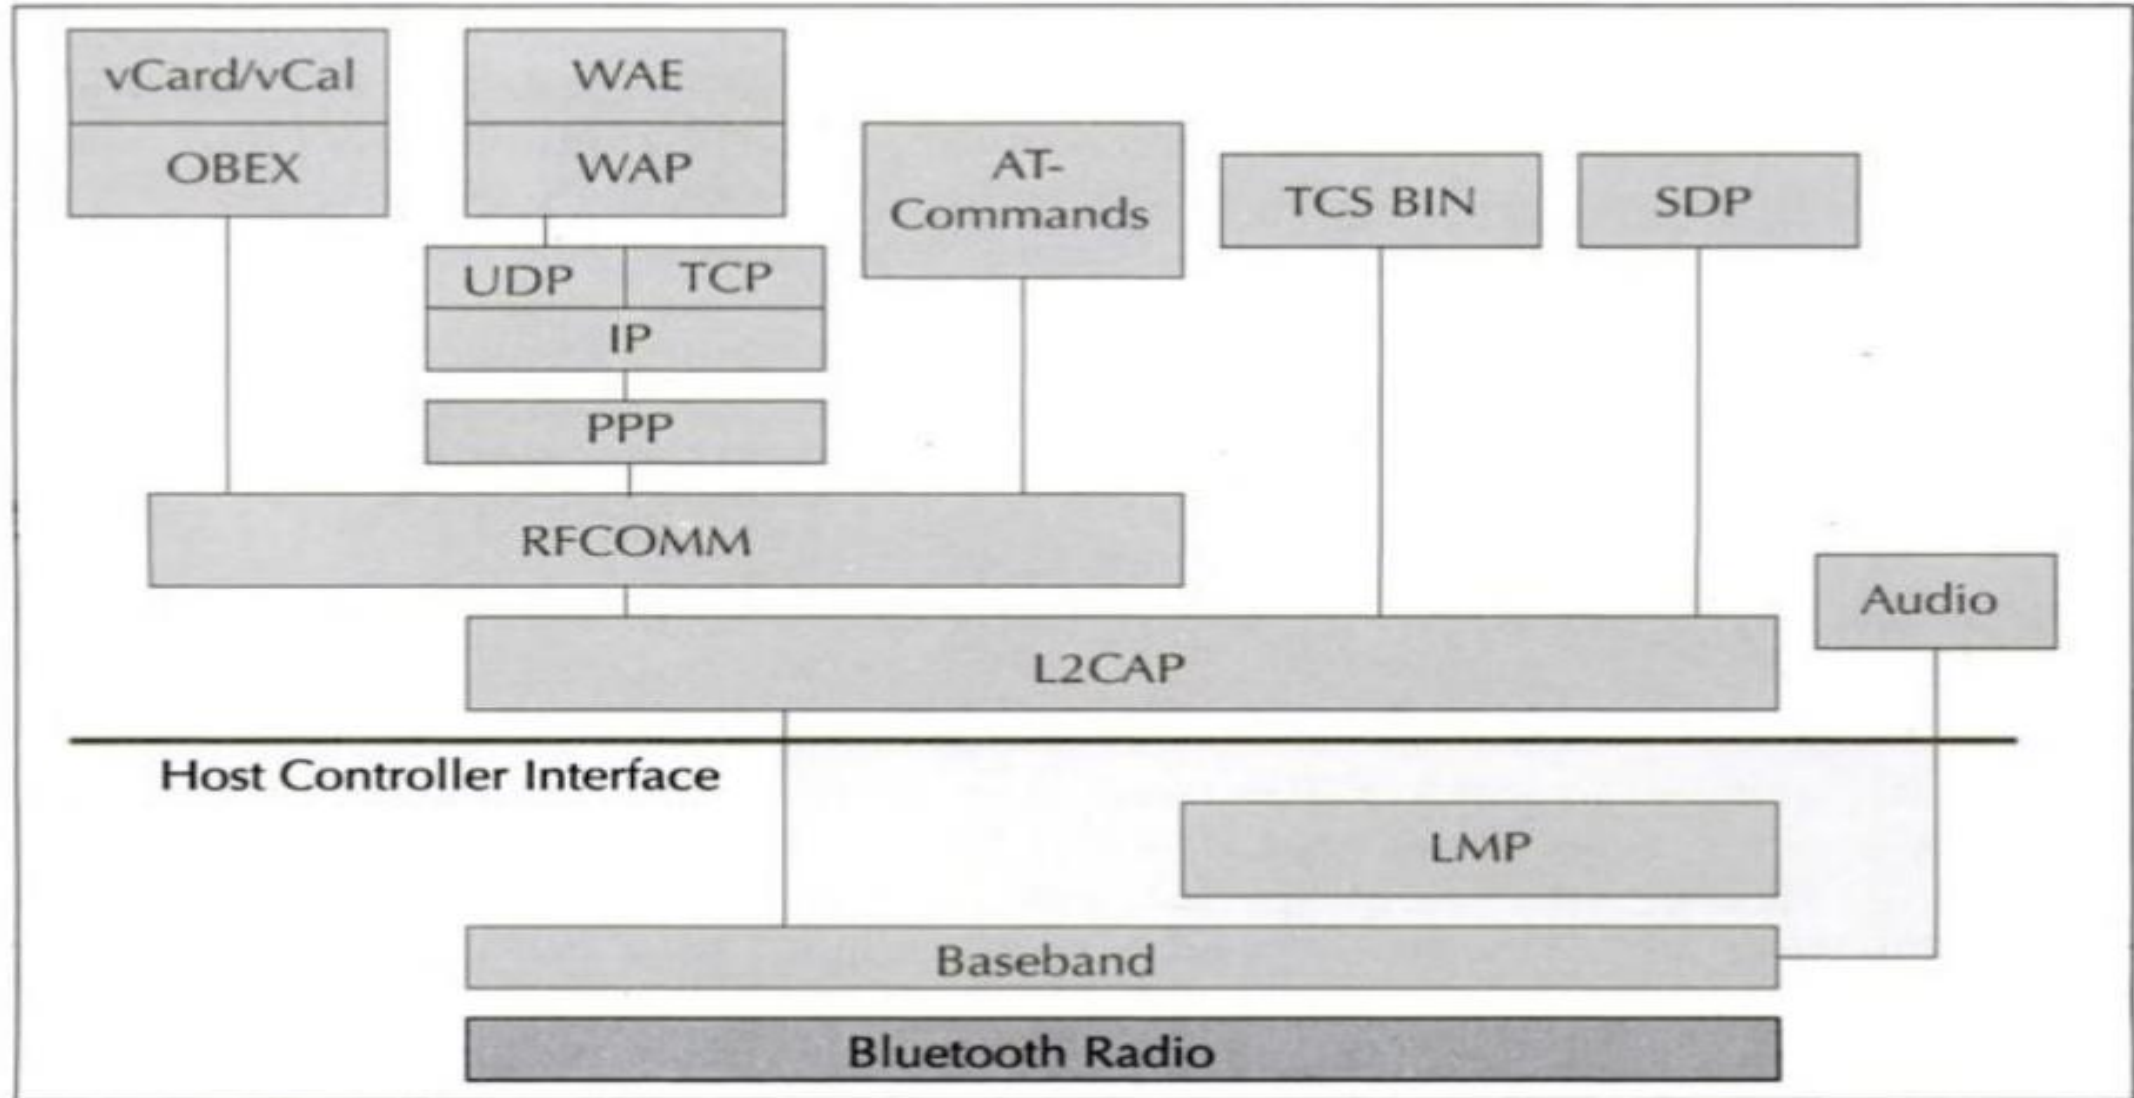 vCard/vCal
WAE
OBEX
WAP
AT-
Commands
TCS BIN
SDP
UDP
TCP
IP
PPP
RFCOMM
Audio
L2CAP
Host Controller Interface
LMP
Baseband
Bluetooth Radio